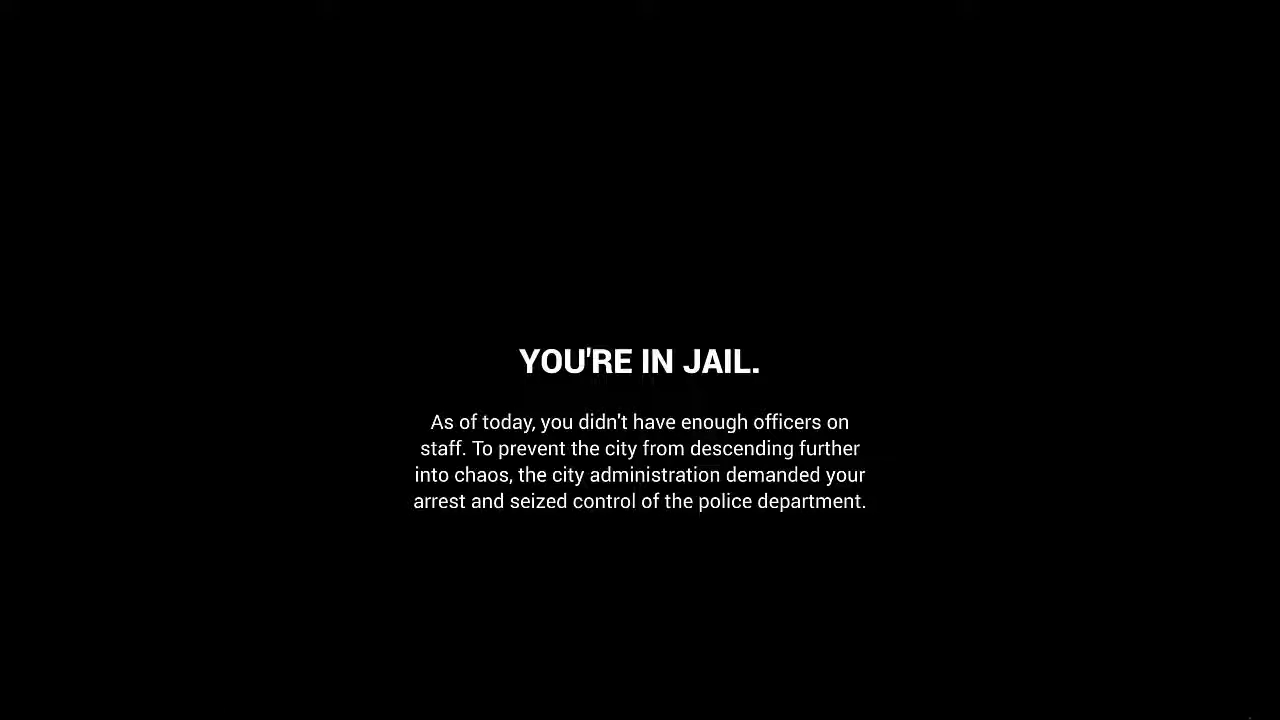 YOU'RE IN JAIL.
As of today, you didn't have enough officers on
staff. To prevent the city from descending further
into chaos, the city administration demanded your
arrest and seized control of the police department.